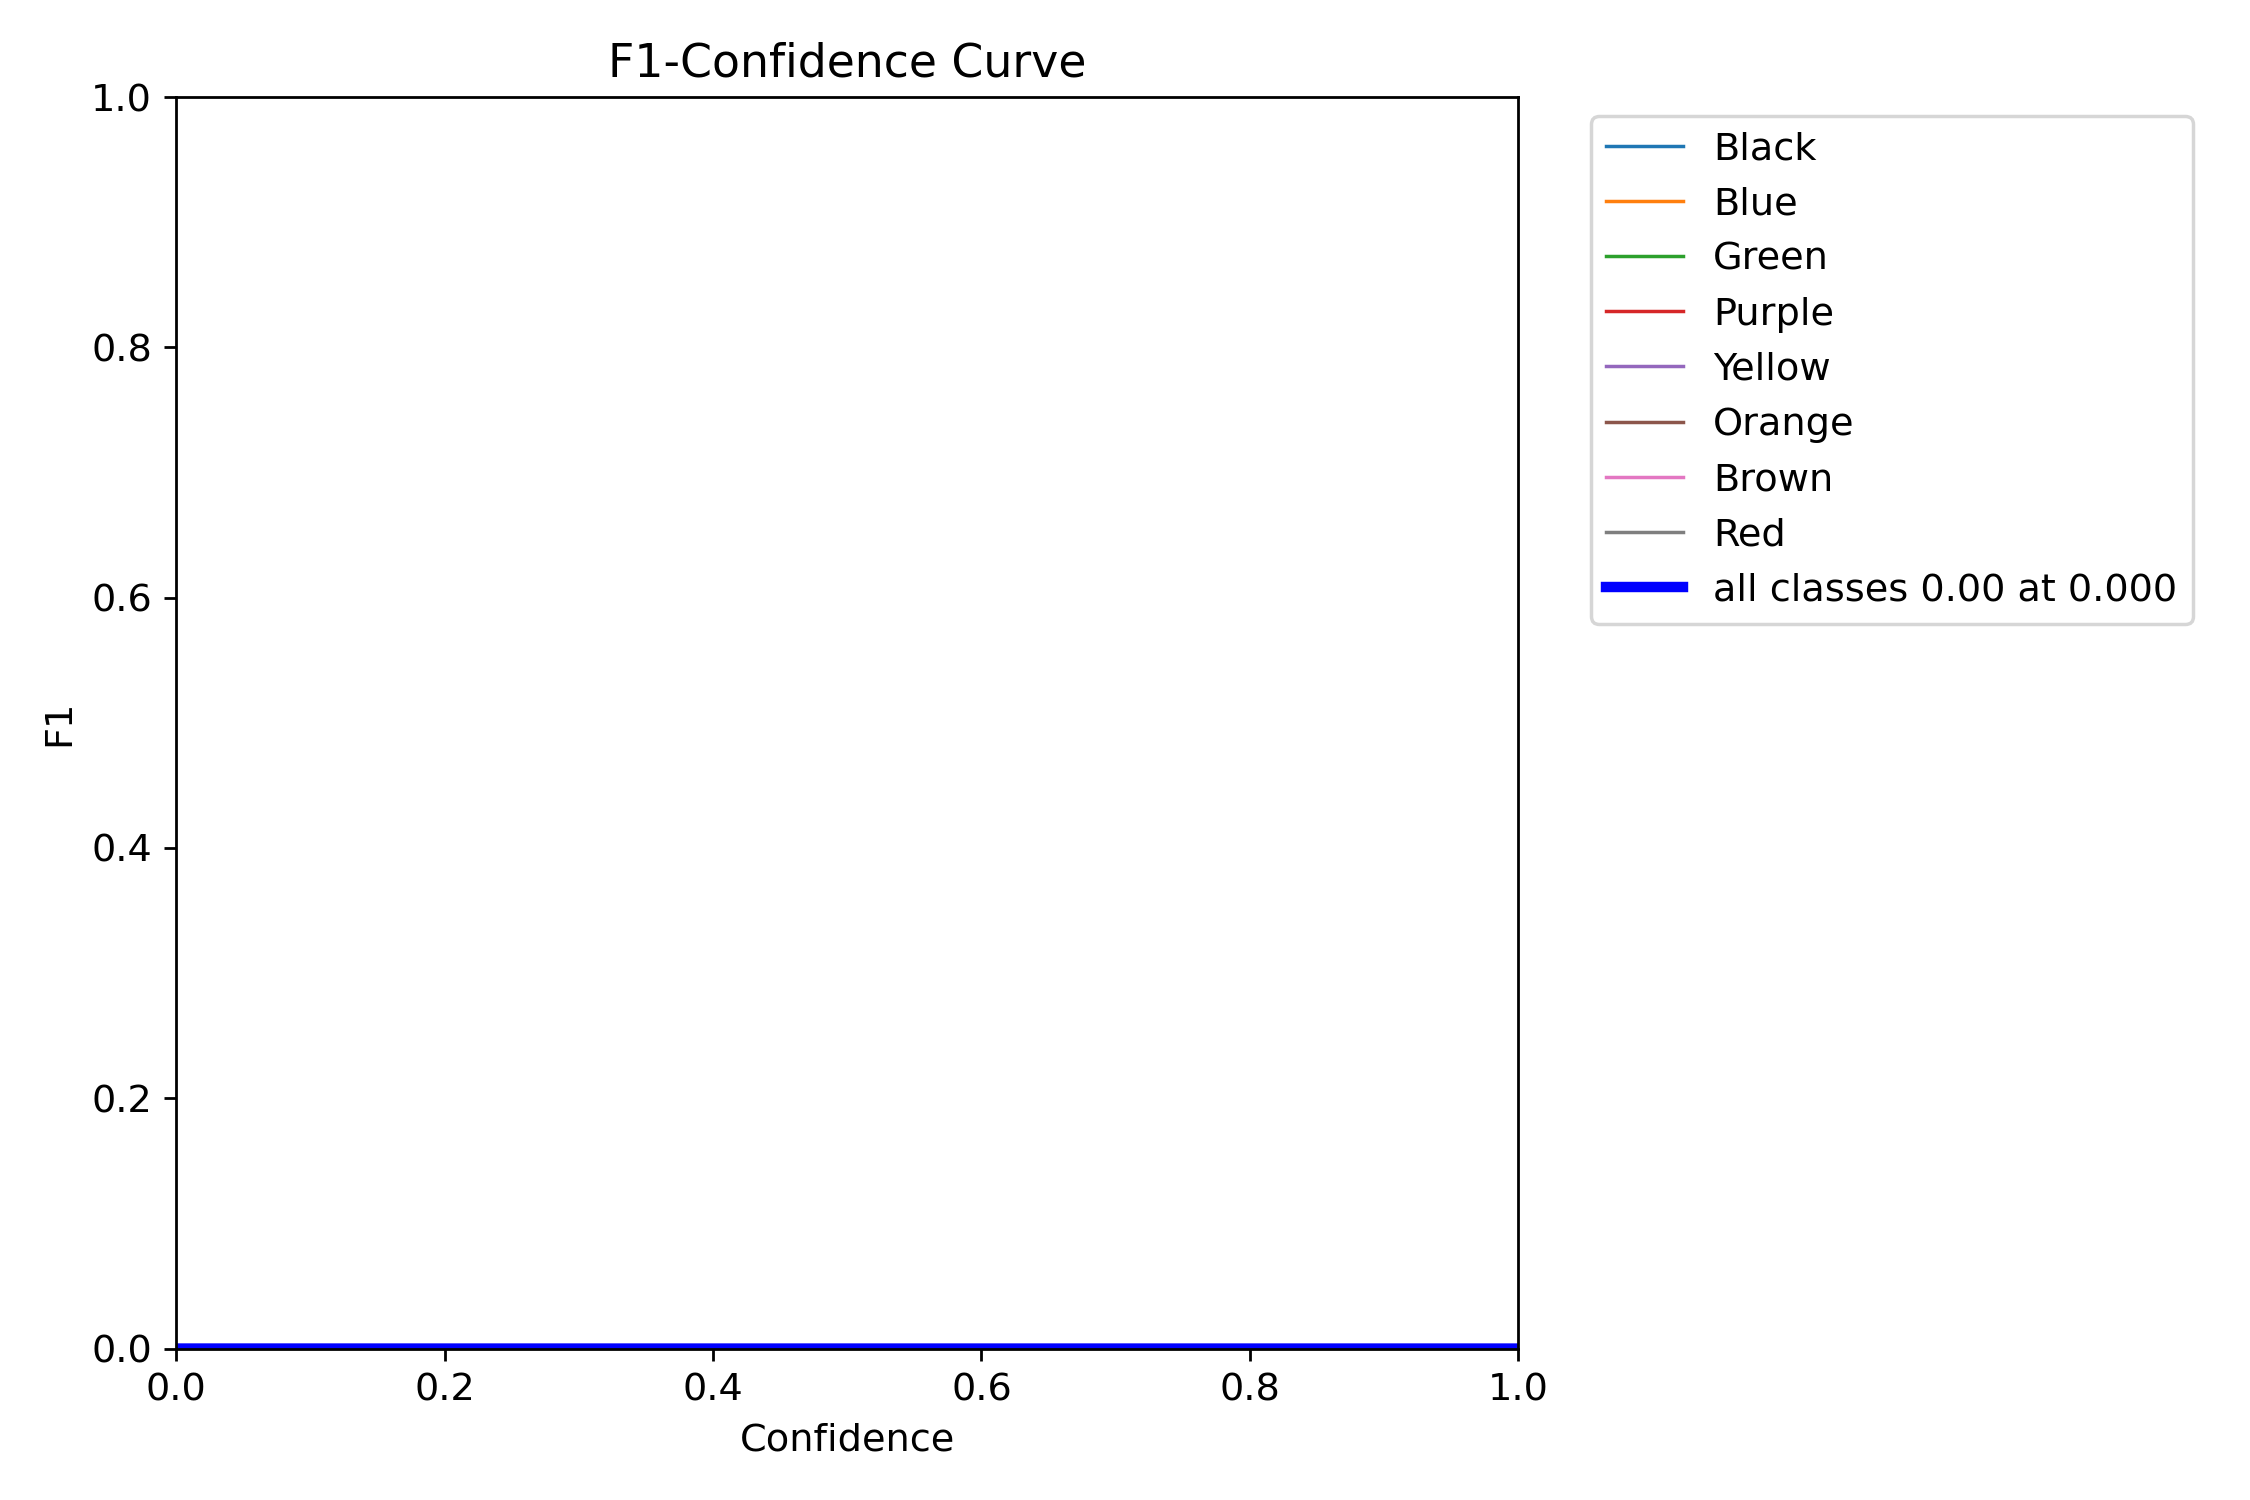 F1-Confidence Curve
1.0
0.8
0.6
0.4
0.2
0.0
F1
0.0 0.2 0.4 0.6 0.8 1.0
Confidence
Black
Blue
Green
Purple
Yellow
Orange
Brown
Red
all classes 0.00 at 0.000